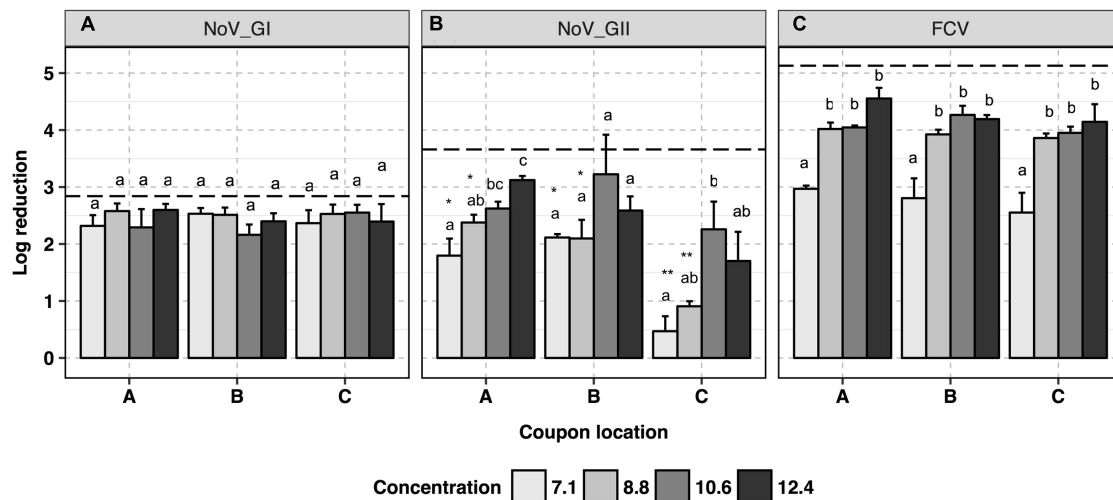 A NoV_GI
B NoV_GII
C FCV
Log reduction
5
4
3
2
1
0
a a a a
a a a a
a a a a
* *
a ab bc c
* *
a a a a
** **
a ab b ab
a b b b
a b b b
a b b b
A B C
A B C
A B C
Coupon location
Concentration 7.1 8.8 10.6 12.4